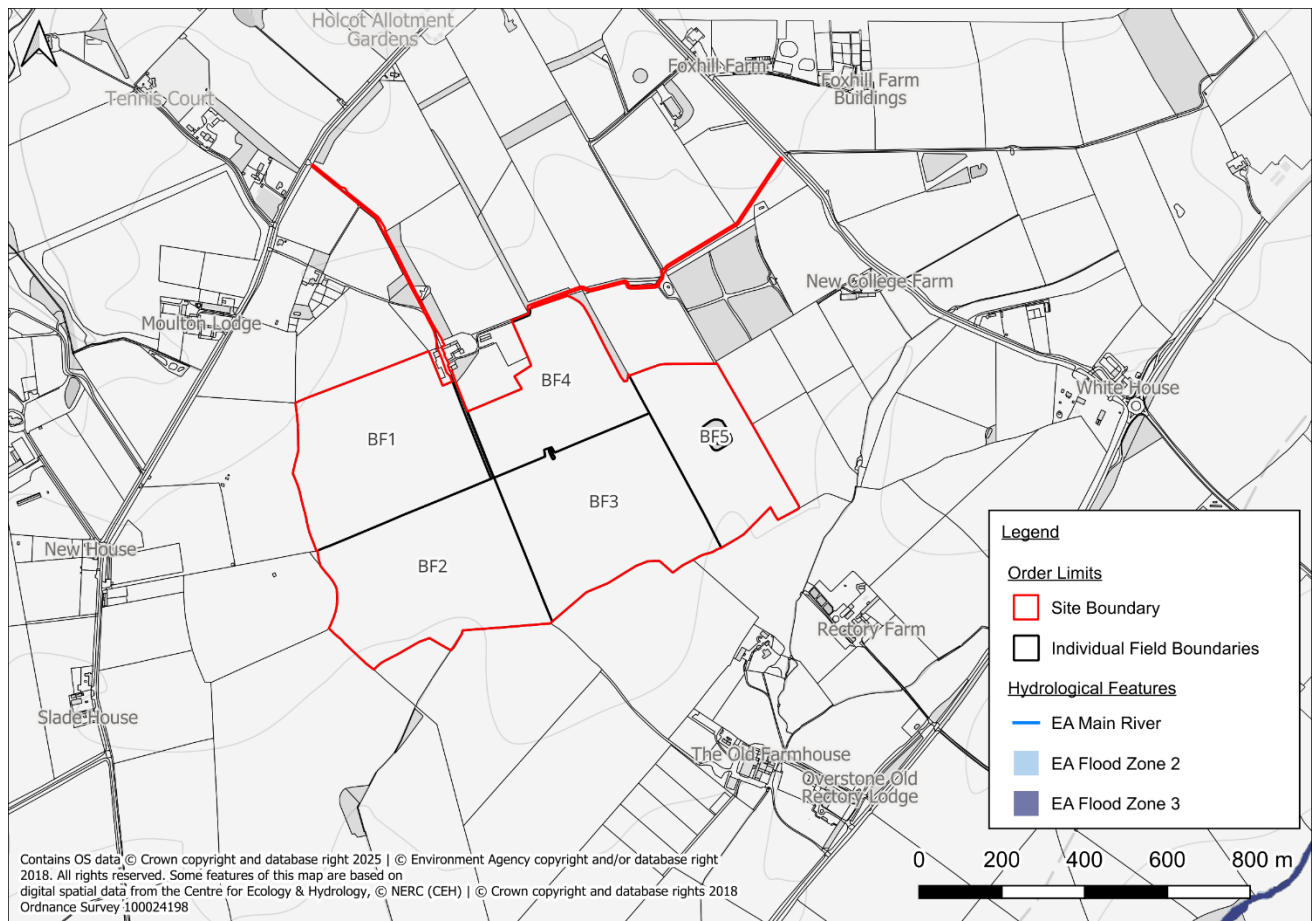 Holcot Allotment
Gardens
Foxhill Farm
Foxhill Farm
Buildings
Tennis Court
New College Farm
Moulton Lodge
White House
BF4
BF1
BF5
BF3
New House
BF2
Rectory Farm
Slade House
The Old Farmhouse
Overstone Old
Rectory Lodge
Legend
Order Limits
Site Boundary
Individual Field Boundaries
Hydrological Features
EA Main River
EA Flood Zone 2
EA Flood Zone 3
0 200 400 600 800 m
Contains OS data © Crown copyright and database right 2025 | © Environment Agency copyright and/or database right
2018. All rights reserved. Some features of this map are based on
digital spatial data from the Centre for Ecology & Hydrology, © NERC (CEH) | © Crown copyright and database rights 2018
Ordnance Survey 100024198